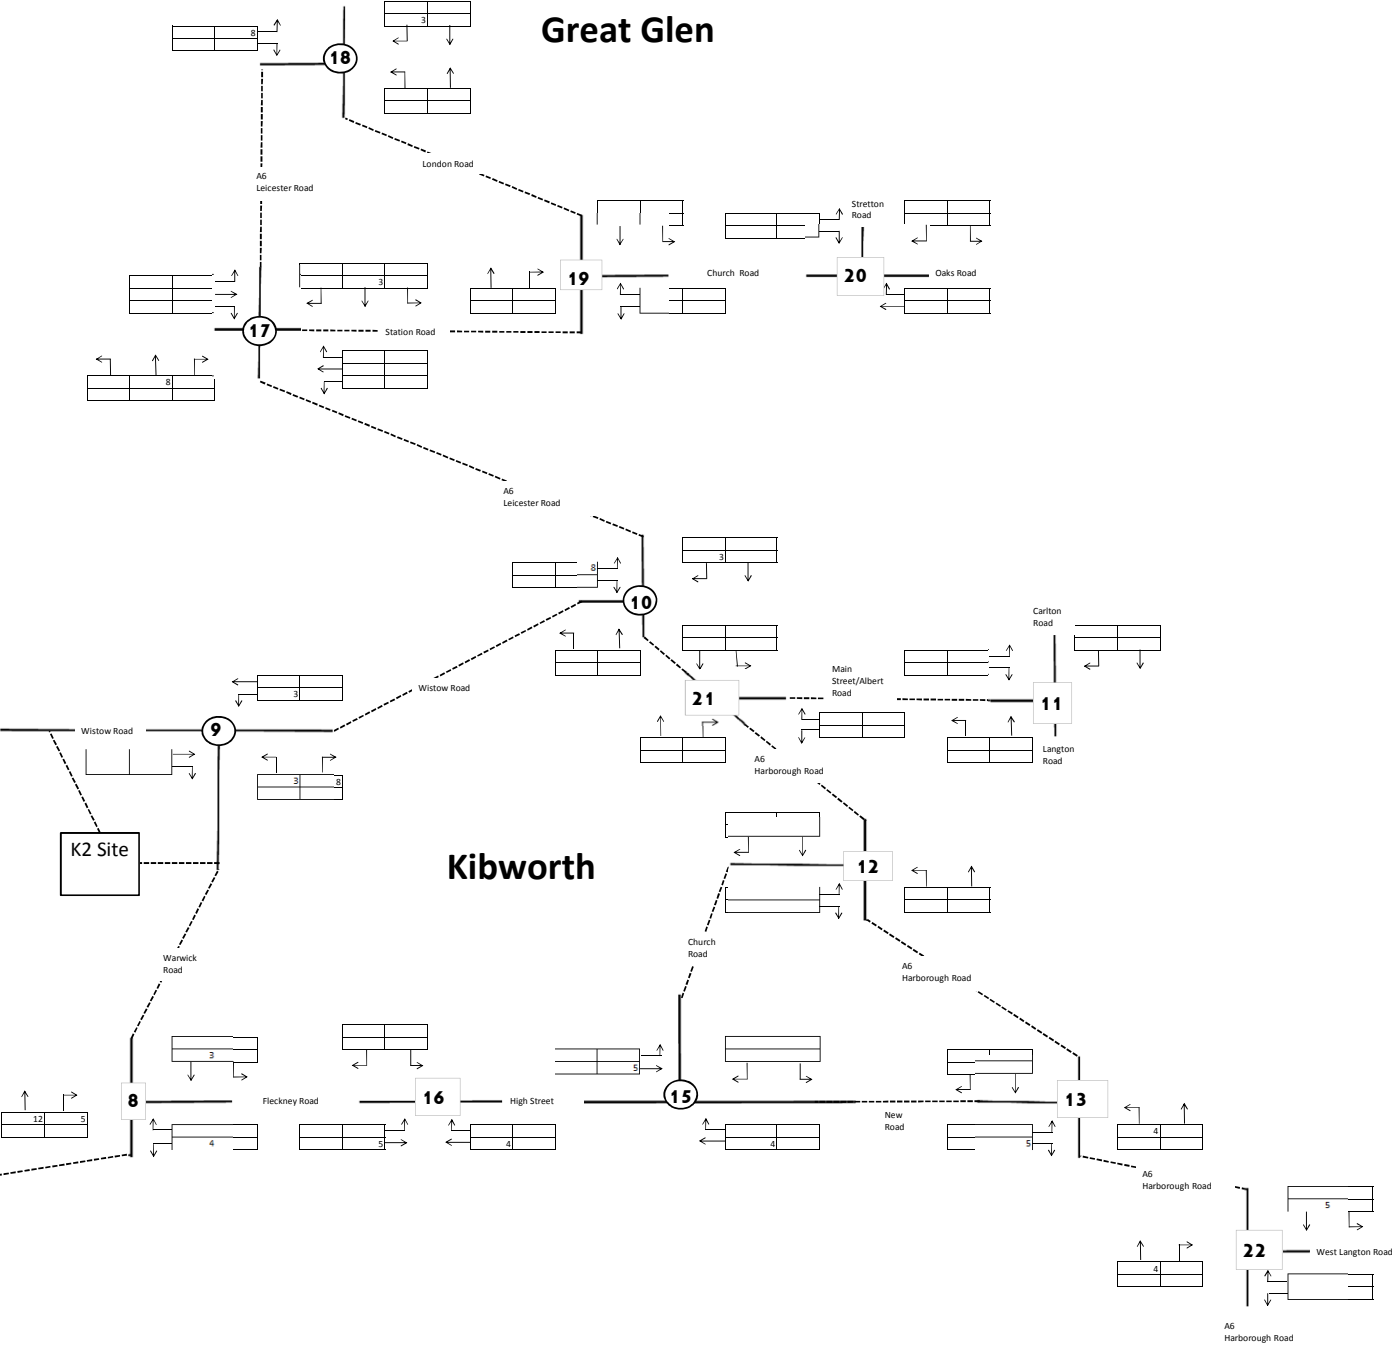 Great Glen
3
8
18
London Road
A6
Leicester Road
Stretton
Road
19
Church Road
20
Oaks Road
3
17
Station Road
8
A6
Leicester Road
3
8
10
Carlton
Road
Main
Street/Albert
Road
3
Wistow Road
21
11
Wistow Road
9
Langton
Road
A6
Harborough Road
3
8
K2 Site
Kibworth
12
Church
Road
Warwick
Road
A6
Harborough Road
3
5
8
Fleckney Road
16
High Street
15
13
12
5
New
Road
4
5
4
4
5
4
A6
Harborough Road
5
22
West Langton Road
4
A6
Harborough Road